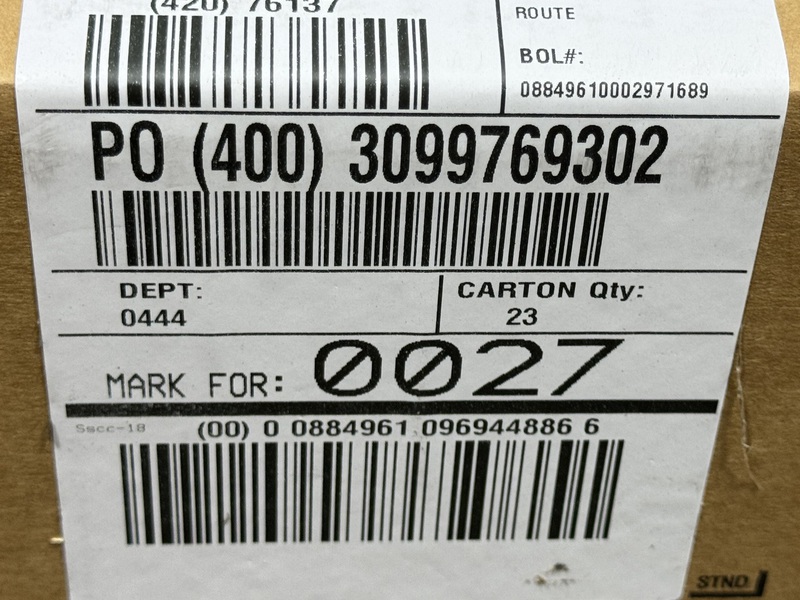 (420) 76137
ROUTE
BOL#:
08849610002971689
PO (400) 3099769302
DEPT:
0444
CARTON Qty:
23
MARK FOR: 0027
Sscc-18
(00) 0 0884961 096944886 6
STND